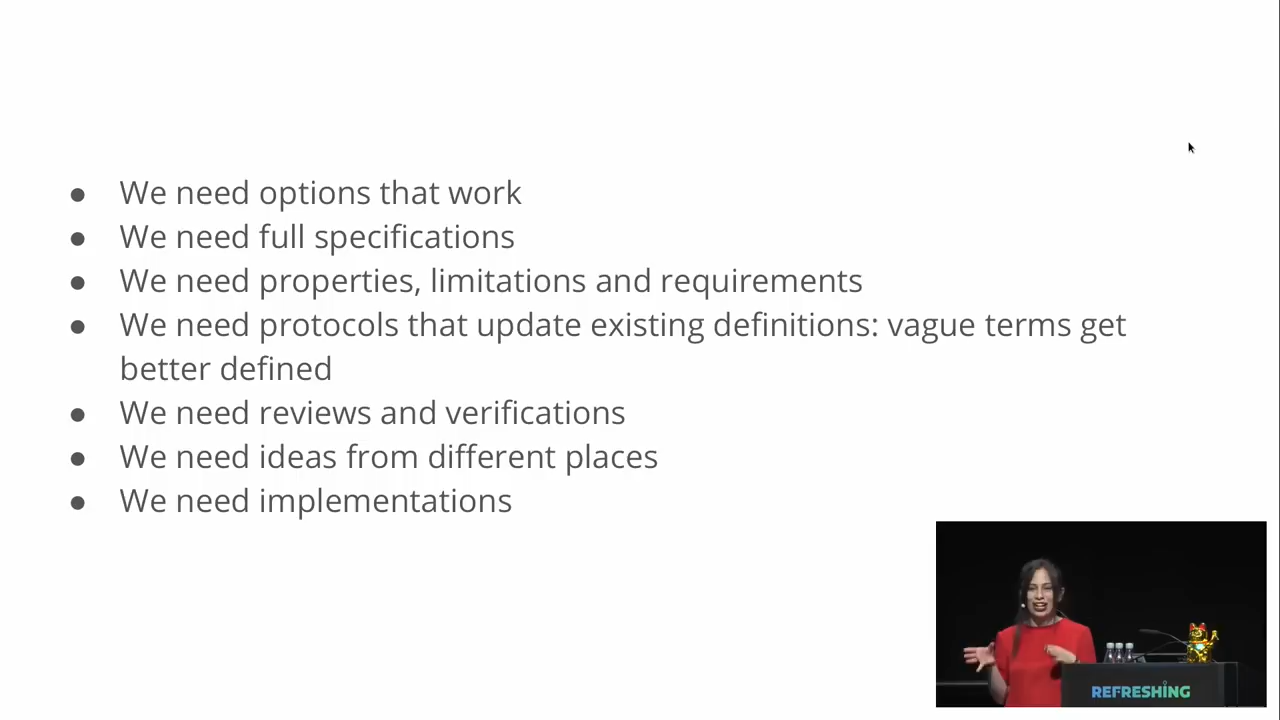 ● We need options that work
● We need full specifications
● We need properties, limitations and requirements
● We need protocols that update existing definitions: vague terms get
better defined
● We need reviews and verifications
● We need ideas from different places
● We need implementations
REFRESHING